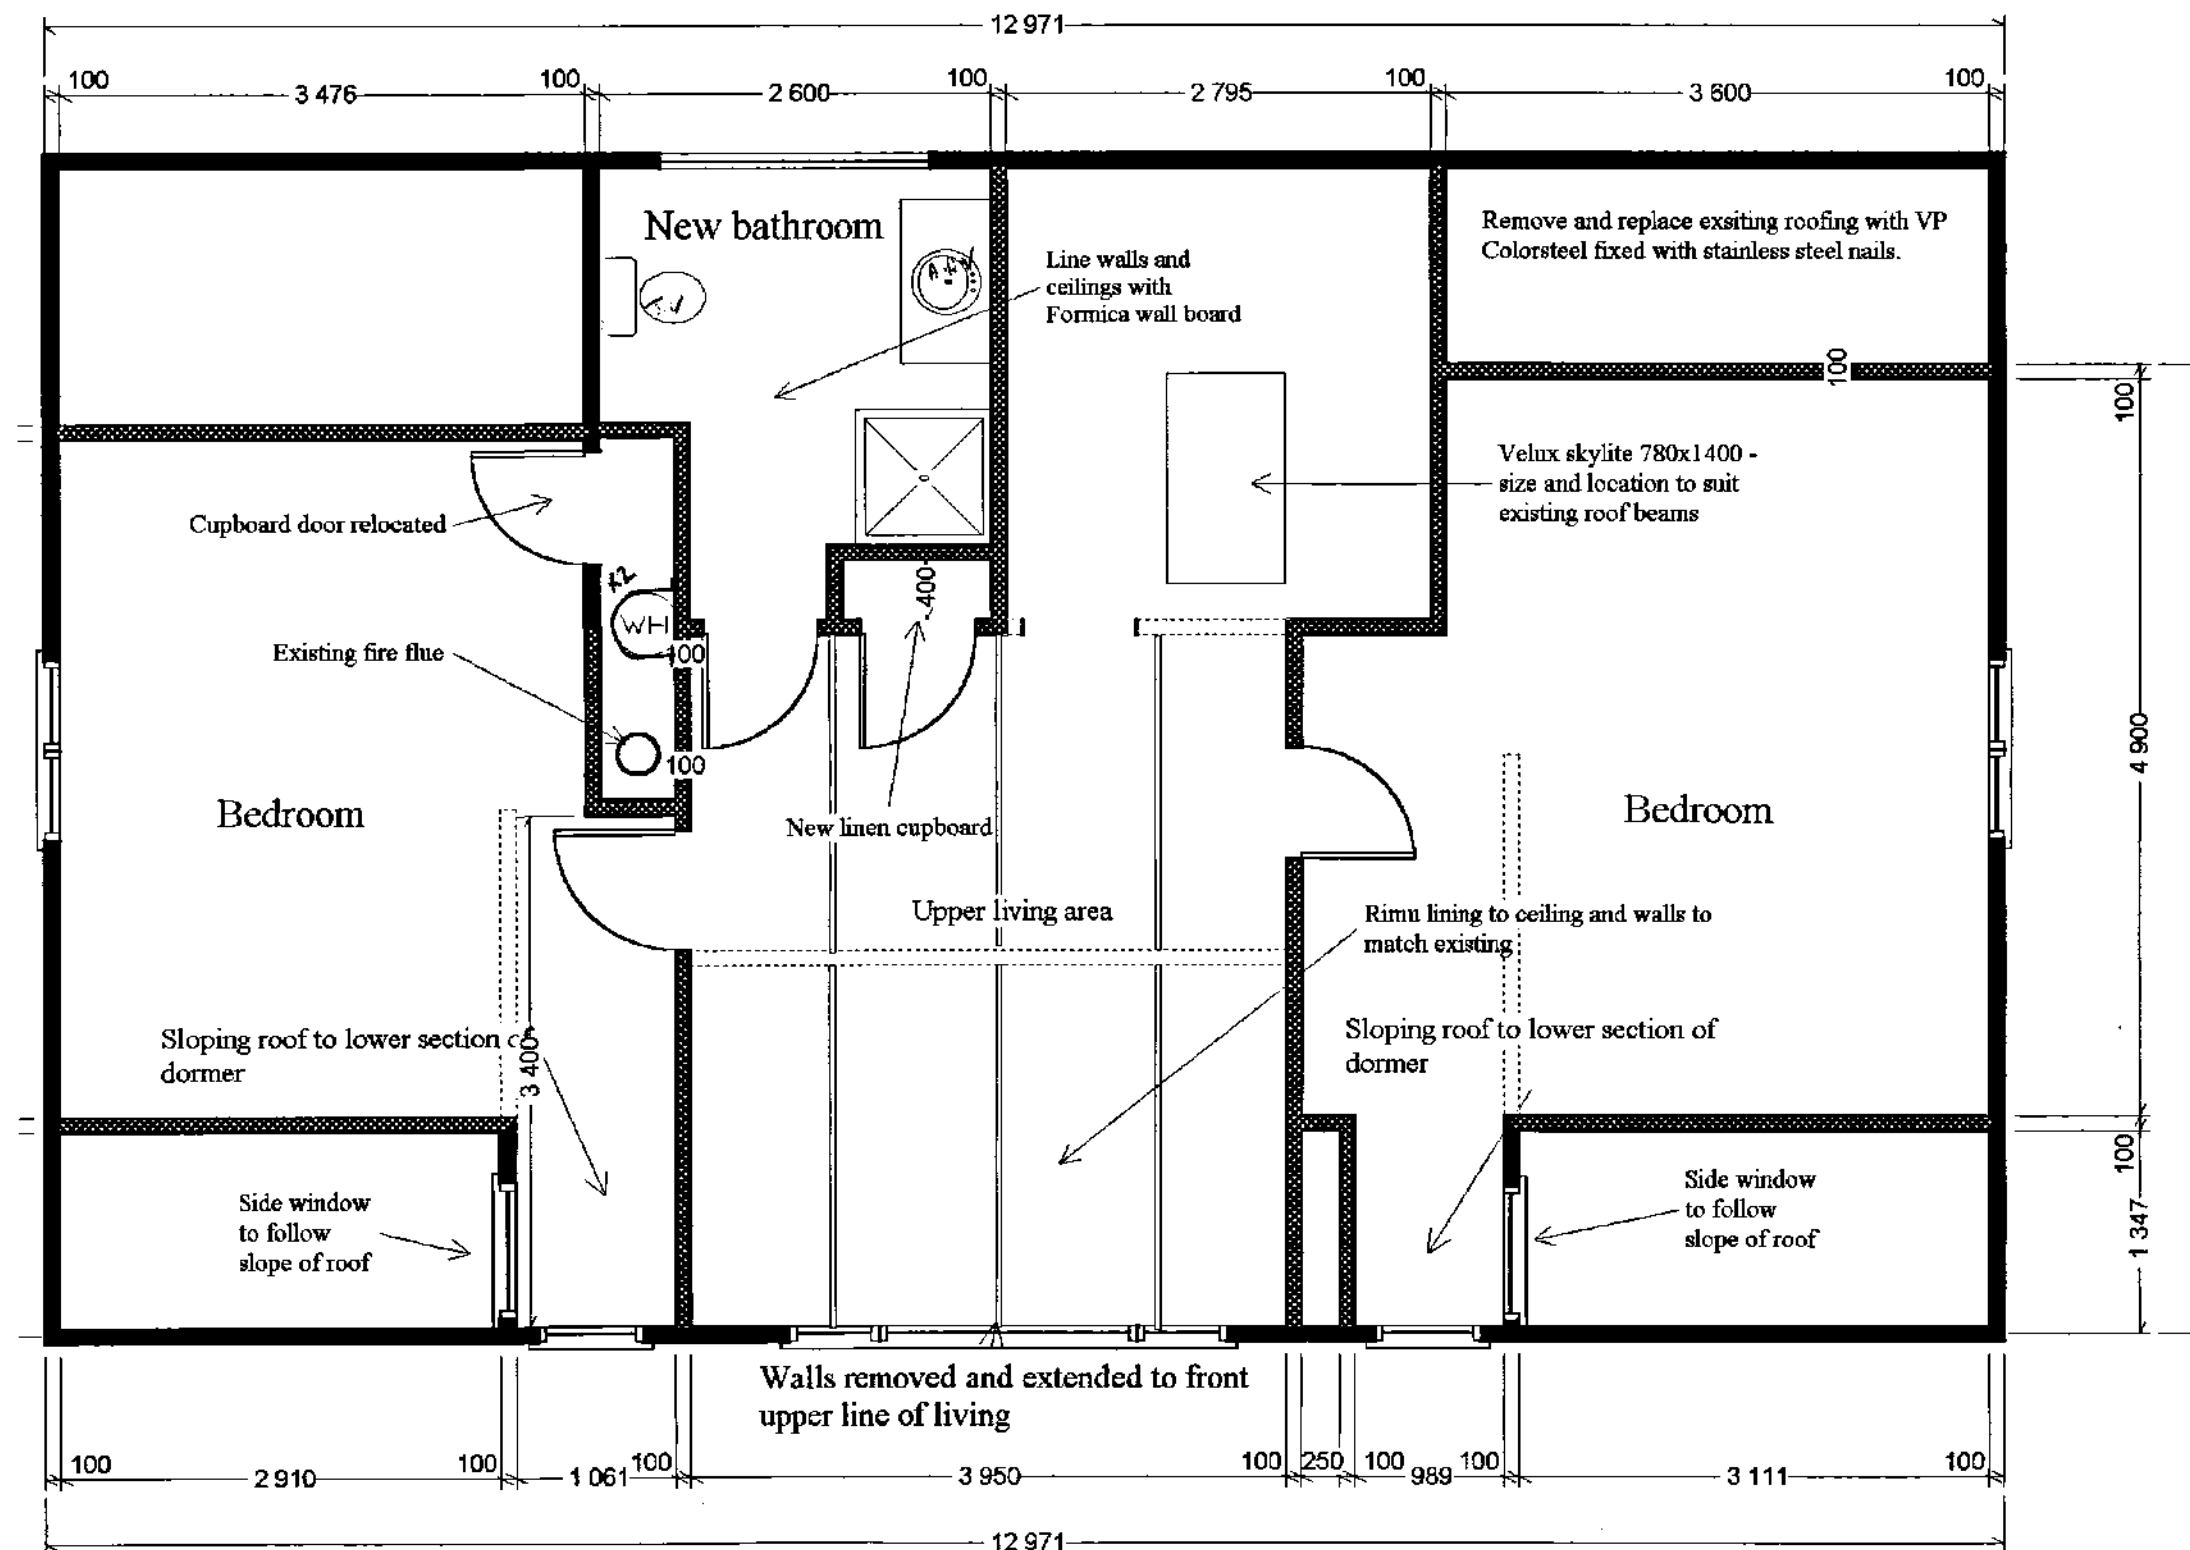 12 971
100 3 476 100 2 600 100 2 795 100 3 600 100
New bathroom
Remove and replace exsiting roofing with VP
Colorsteel fixed with stainless steel nails.
Line walls and
ceilings with
Formica wall board
100
100
Velux skylite 780x1400 -
size and location to suit
existing roof beams
Cupboard door relocated
400
WH
Existing fire flue
100
100
4 900
Bedroom
New linen cupboard
Bedroom
Upper living area
Rimu lining to ceiling and walls to
match existing
Sloping roof to lower section of
dormer
3 400
Sloping roof to lower section of
dormer
100
Side window
to follow
slope of roof
Side window
to follow
slope of roof
1 347
Walls removed and extended to front
upper line of living
100 2 910 100 1 061 100 3 950 100 250 100 989 100 3 111 100
12 971